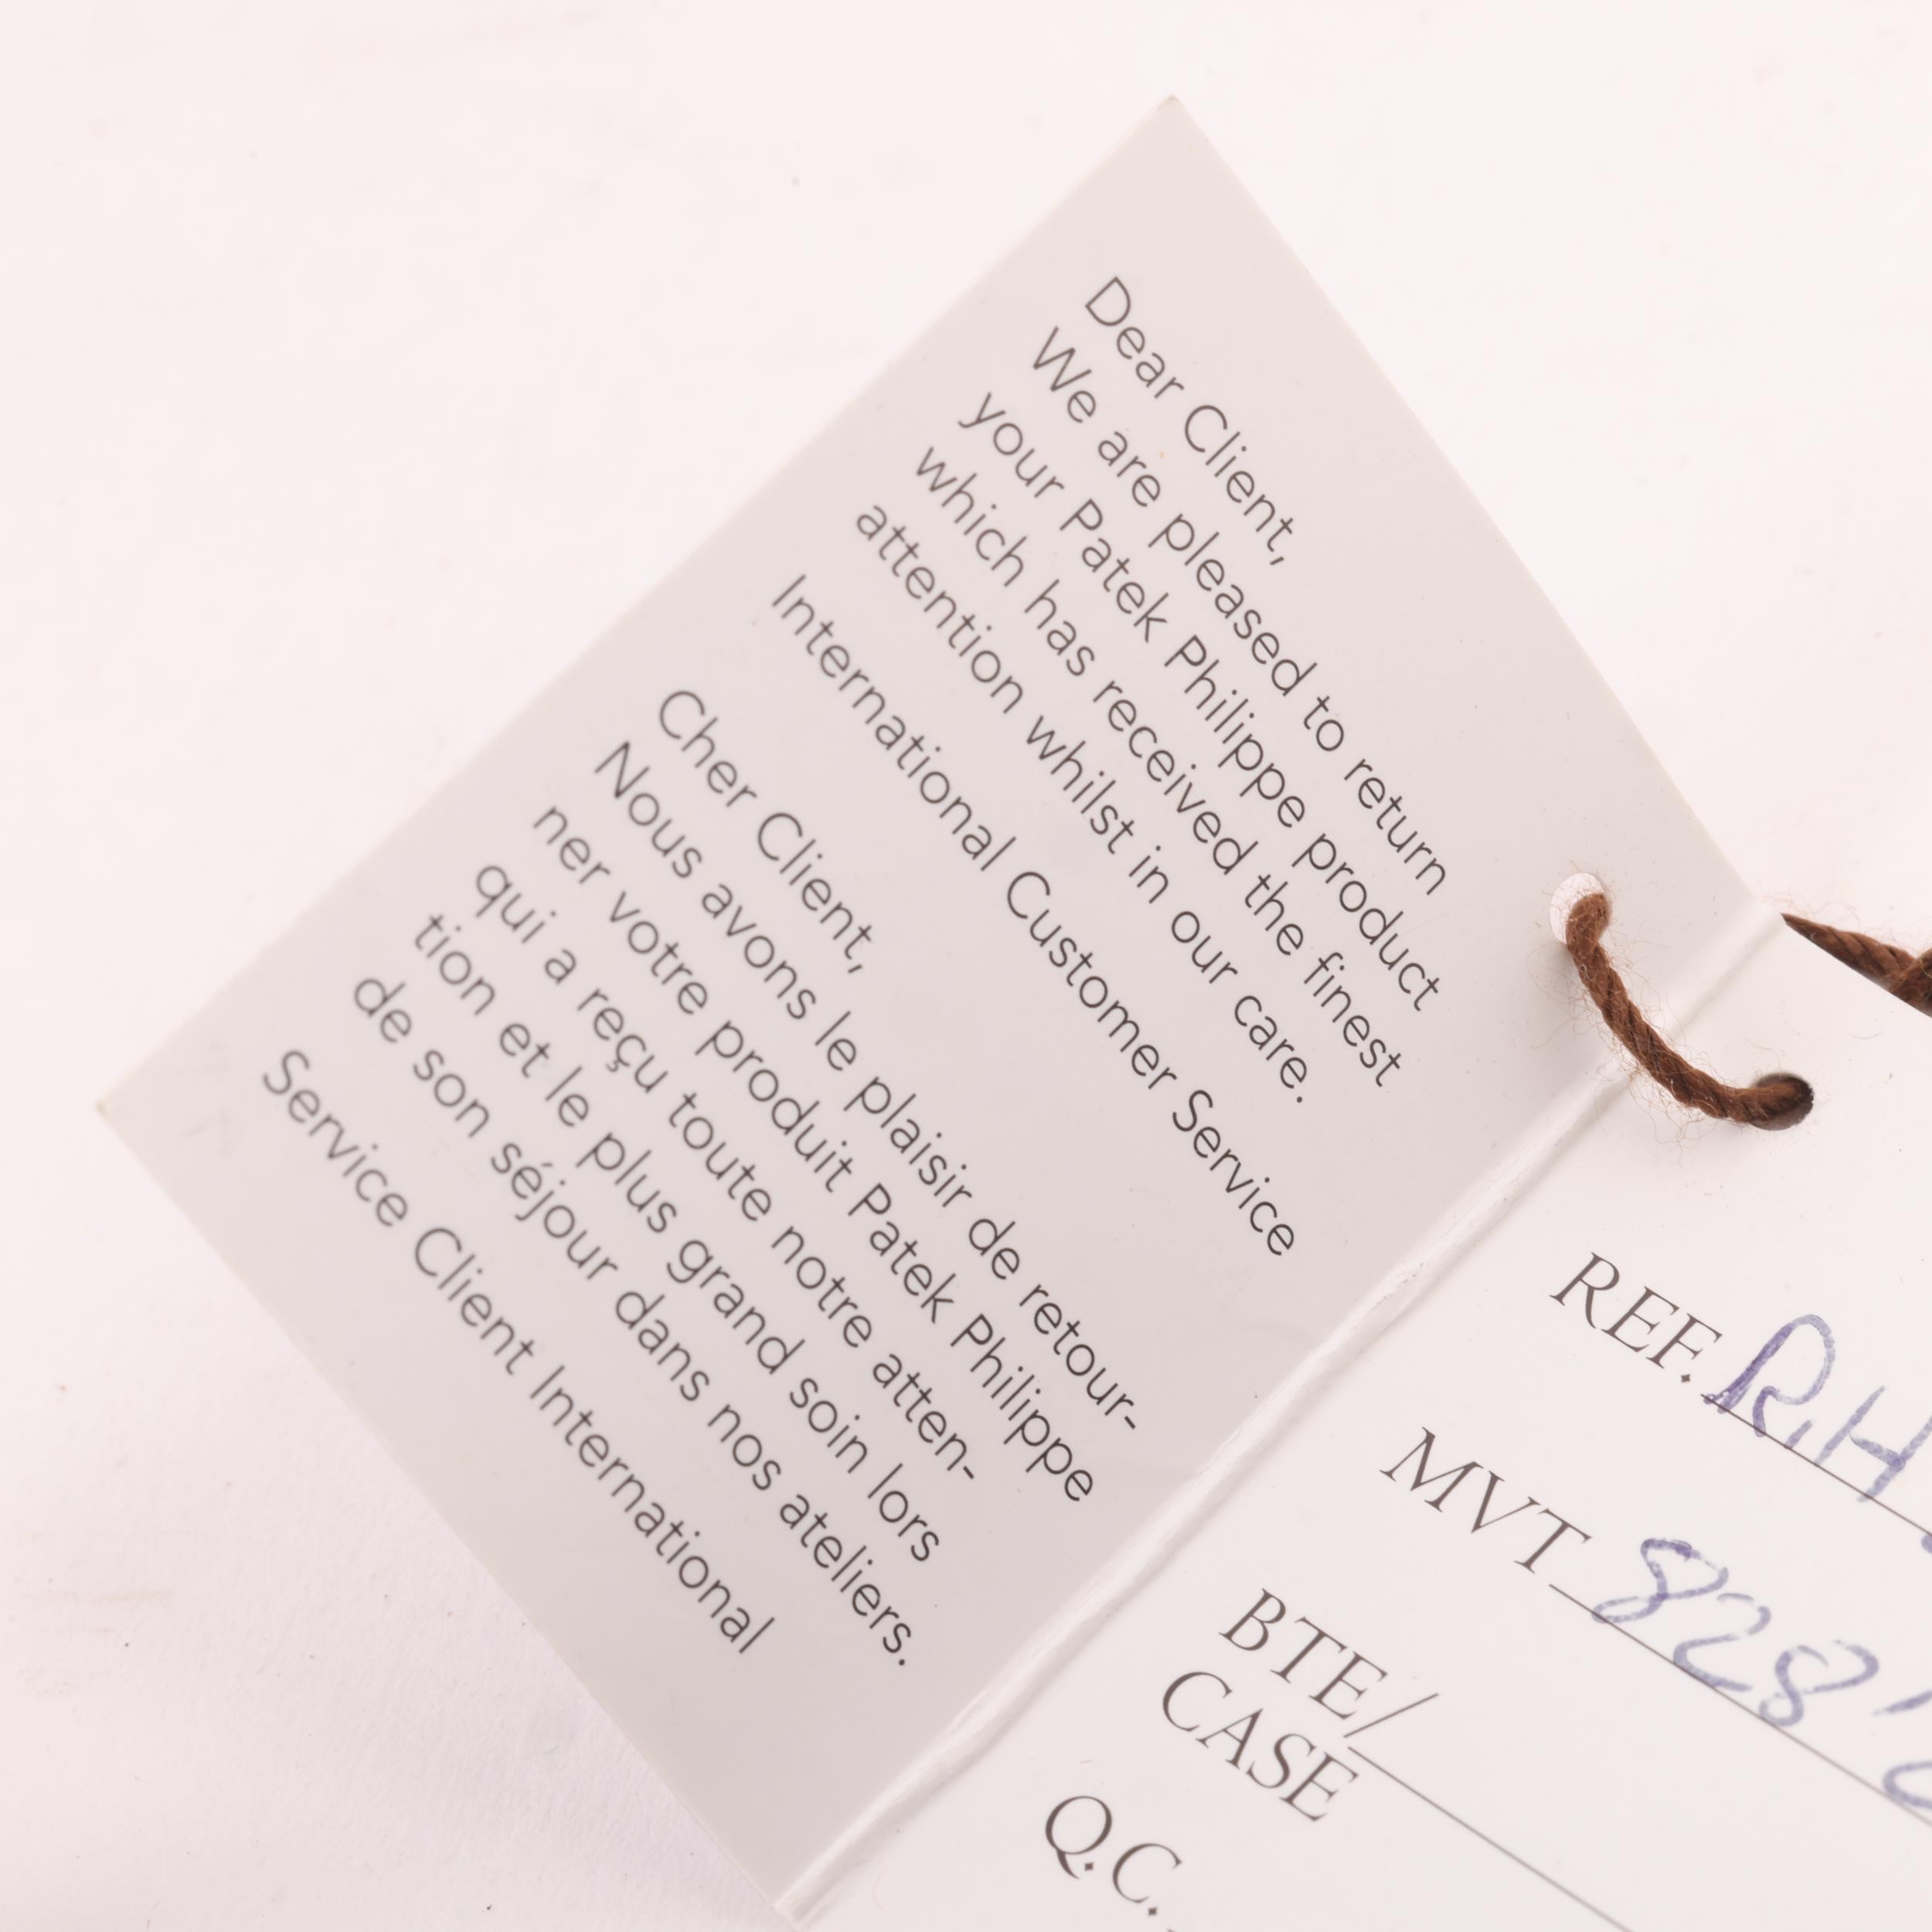 Dear Client,
We are pleased to return
your Patek Philippe product
which has received the finest
attention whilst in our care.
International Customer Service
Cher Client,
Nous avons le plaisir de retour-
ner votre produit Patek Philippe
qui a reçu toute notre atten-
tion et le plus grand soin lors
de son séjour dans nos ateliers.
Service Client International
REF. R.H
MVT 828'
BTE/
CASE
Q.C.